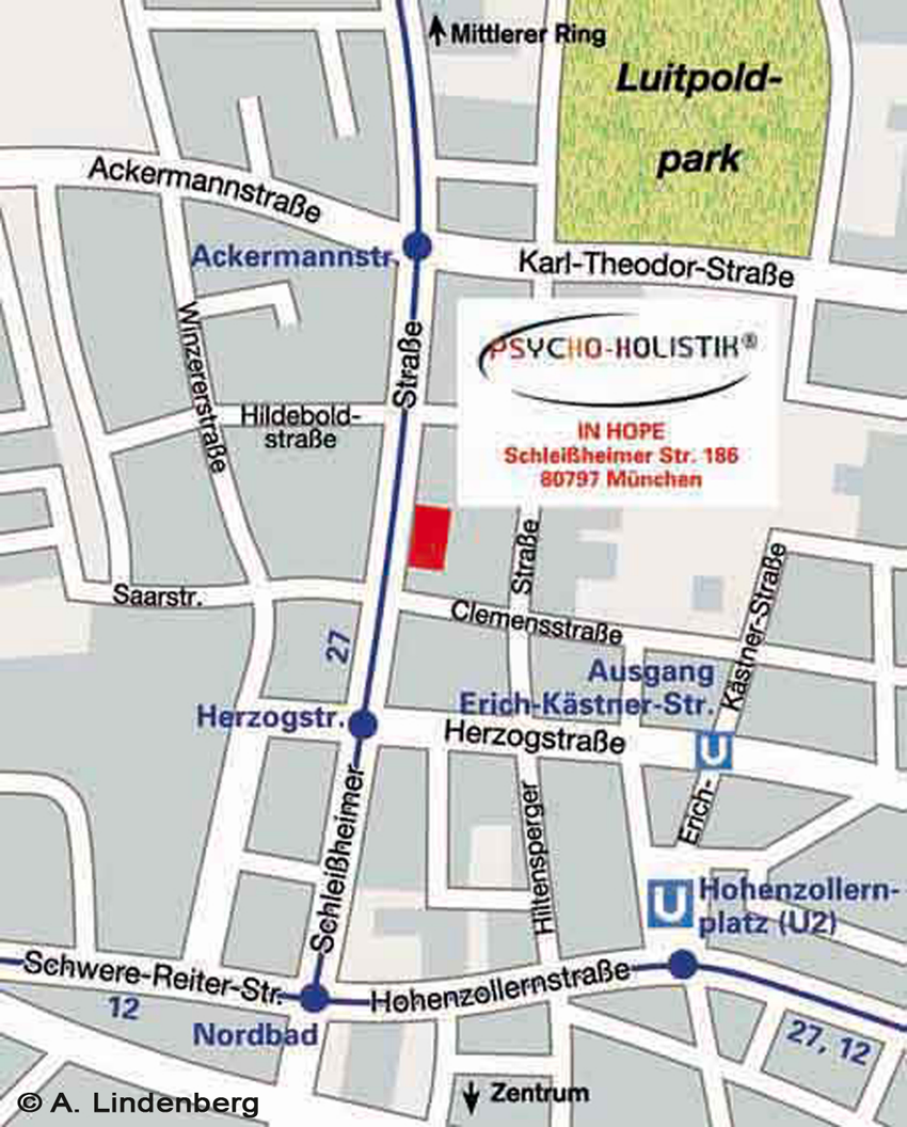 Mittlerer Ring
Luitpold-
park
Ackermannstraße
Ackermannstr.
Karl-Theodor-Straße
Winzererstraße
Straße
PSYCHO-HOLISTIK®
Hildebold-
straße
IN HOPE
Schleißheimer Str. 186
80797 München
Straße
Saarstr.
Clemensstraße
Kästner-Straße
27
Ausgang
Erich-Kästner-Str.
Herzogstr.
Herzogstraße
U
Schleißheimer
Hiltensperger
Erich-
U
Hohenzollern-
platz (U2)
Schwere-Reiter-Str.
Hohenzollernstraße
12
Nordbad
27, 12
Zentrum
© A. Lindenberg